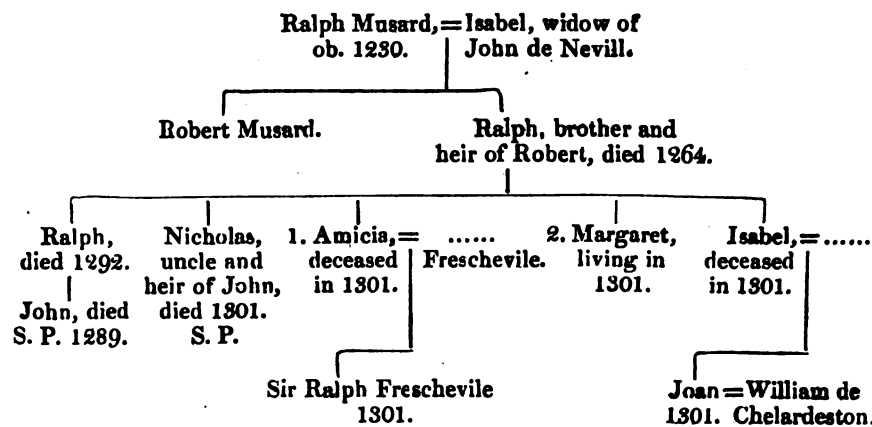 Ralph Musard,=Isabel, widow of
ob. 1230. John de Nevill.
Robert Musard. Ralph, brother and
heir of Robert, died 1264.
Ralph,
died 1292.
John, died
S. P. 1289.
Nicholas,
uncle and
heir of John,
died 1301.
S. P.
1. Amicia,= ......
deceased Freschevile.
in 1301.
2. Margaret,
living in
1301.
Isabel,=......
deceased
in 1301.
Sir Ralph Freschevile
1301.
Joan=William de
1301. Chelardeston.